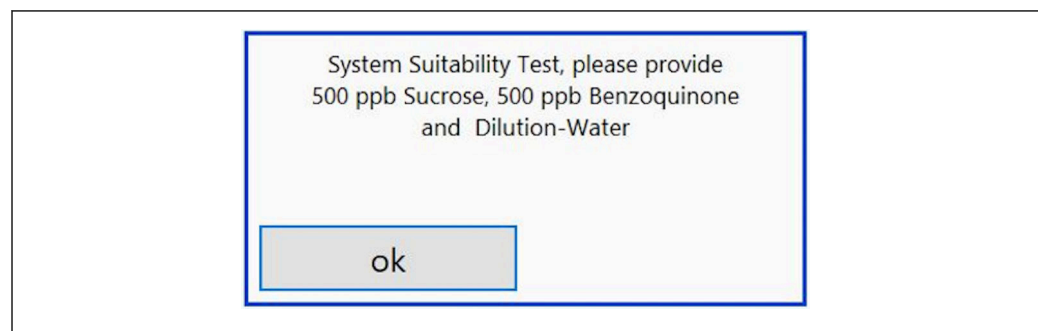 System Suitability Test, please provide
500 ppb Sucrose, 500 ppb Benzoquinone
and Dilution-Water
ok